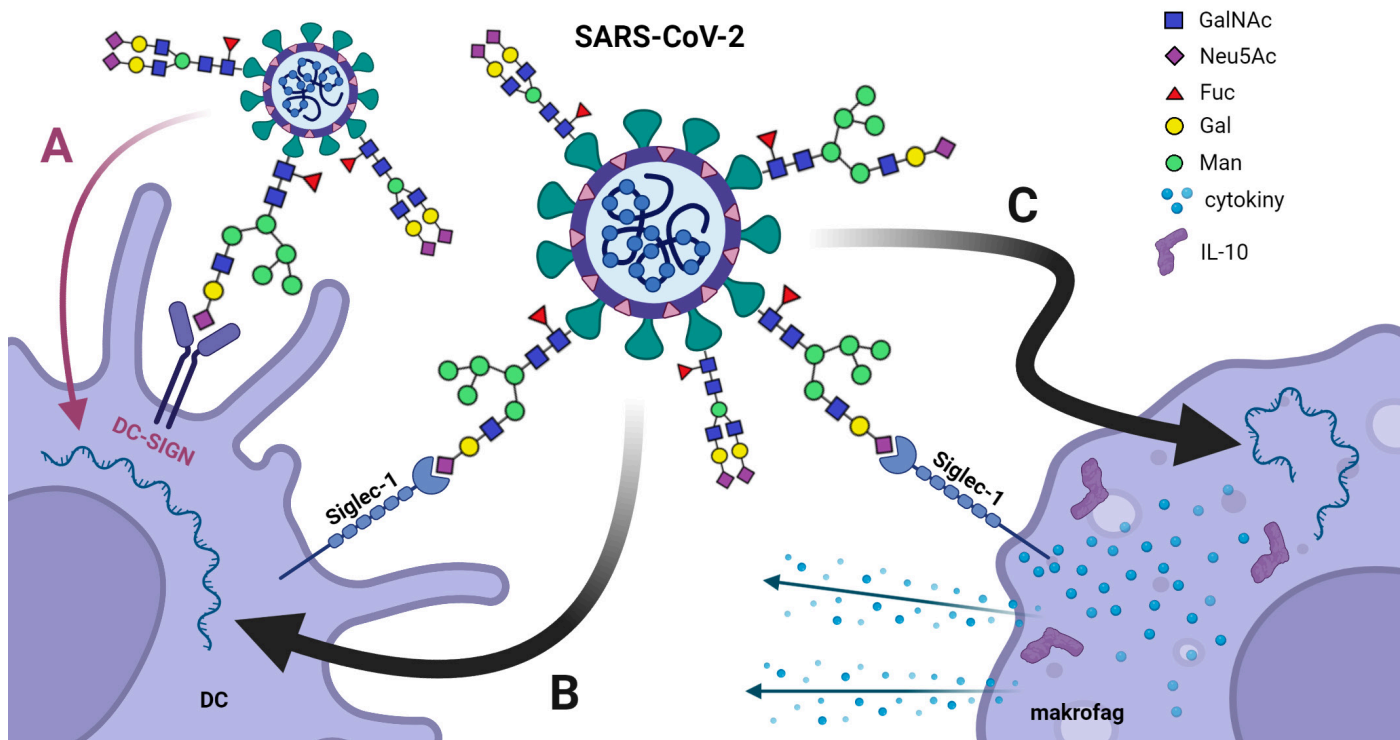 SARS-CoV-2
GalNAc
Neu5Ac
Fuc
Gal
Man
cytokiny
IL-10
A
C
DC-SIGN
Siglec-1
Siglec-1
DC
B
makrofag